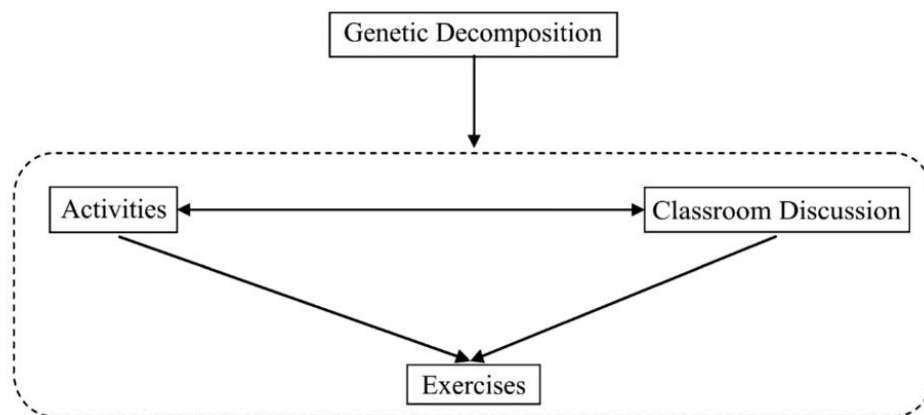 Genetic Decomposition
Activities
Classroom Discussion
Exercises